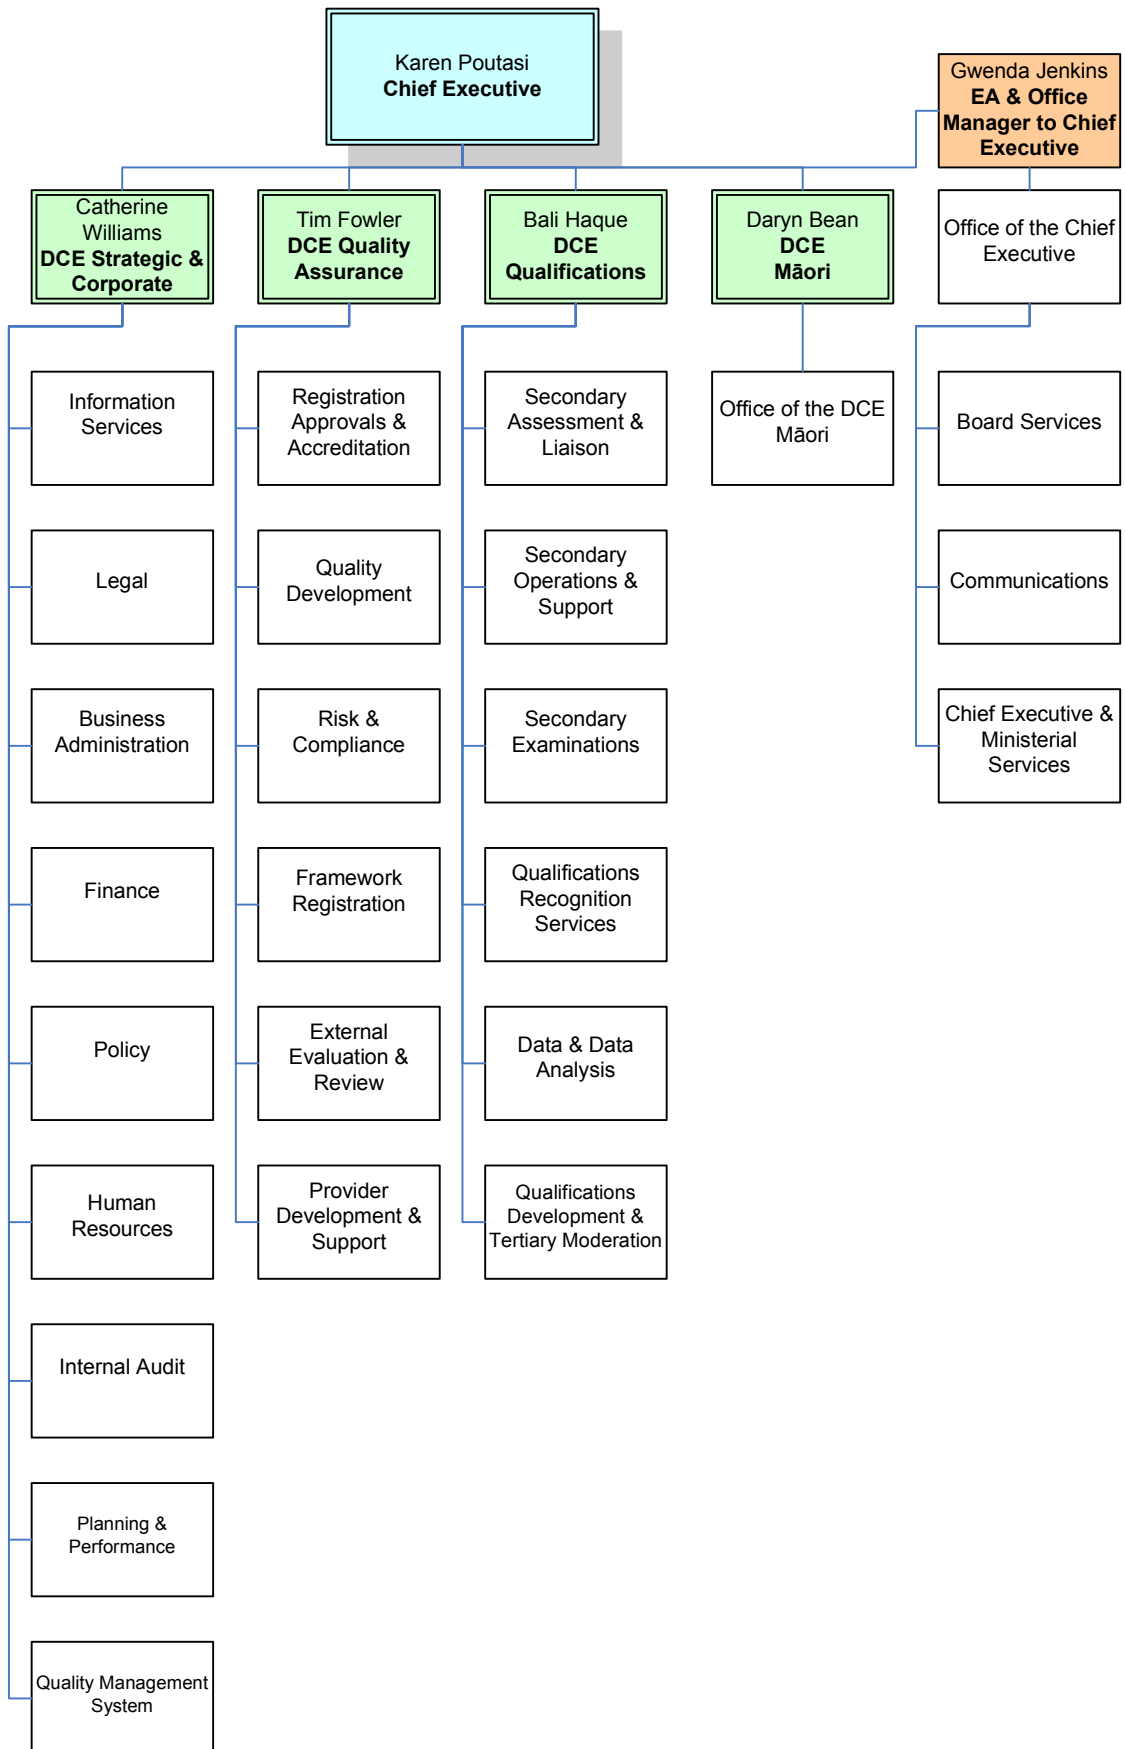 Karen Poutasi
Chief Executive
Gwenda Jenkins
EA & Office
Manager to Chief
Executive
Catherine
Williams
DCE Strategic &
Corporate
Tim Fowler
DCE Quality
Assurance
Bali Haque
DCE
Qualifications
Daryn Bean
DCE
Māori
Office of the Chief
Executive
Information
Services
Registration
Approvals &
Accreditation
Secondary
Assessment &
Liaison
Office of the DCE
Māori
Board Services
Legal
Quality
Development
Secondary
Operations &
Support
Communications
Business
Administration
Risk &
Compliance
Secondary
Examinations
Chief Executive &
Ministerial
Services
Finance
Framework
Registration
Qualifications
Recognition
Services
Policy
External
Evaluation &
Review
Data & Data
Analysis
Human
Resources
Provider
Development &
Support
Qualifications
Development &
Tertiary Moderation
Internal Audit
Planning &
Performance
Quality Management
System